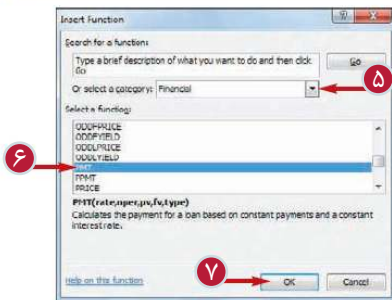 Insert Function
Search for a function:
Type a brief description of what you want to do and then click
Go
Go
Or select a category: Financial
۵
Select a function:
ODDFPRICE
ODDFYIELD
ODDLPRICE
ODDLYIELD
۶
PMT
PPMT
PRICE
PMT(rate,nper,pv,fv,type)
Calculates the payment for a loan based on constant payments and a constant
interest rate.
Help on this function
۷
OK
Cancel